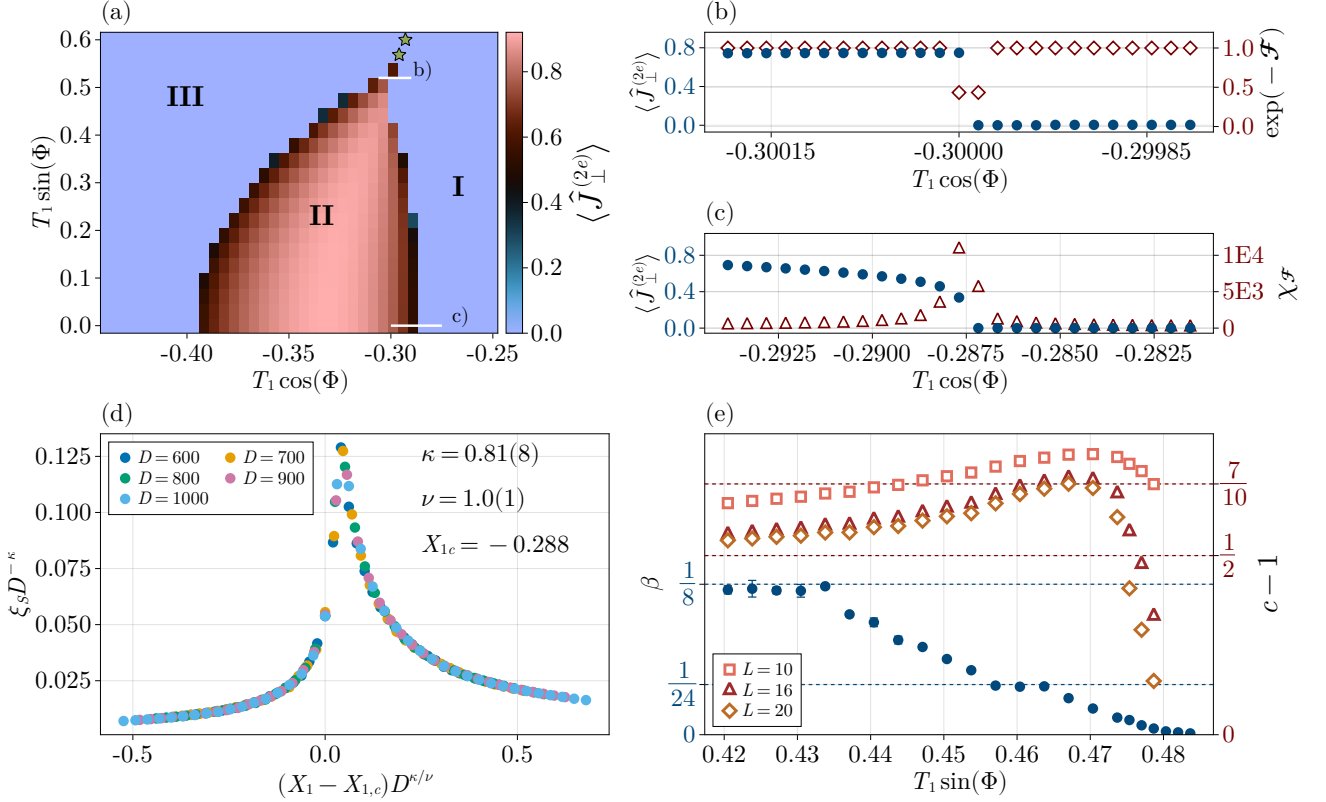 (a)
T₁ sin(Φ)
0.6
0.5
0.4
0.3
0.2
0.1
0.0
III
II
I
b)
c)
-0.40
-0.35
-0.30
-0.25
T₁ cos(Φ)
0.8
0.6
0.4
0.2
0.0
⟨Ĵ⊥^(2e)⟩
(b)
⟨Ĵ⊥^(2e)⟩
0.8
0.4
0.0
1.0
0.5
0.0
exp(−ℱ)
-0.30015
-0.30000
-0.29985
T₁ cos(Φ)
(c)
⟨Ĵ⊥^(2e)⟩
0.8
0.4
0.0
1E4
5E3
0
χ_ℱ
-0.2925
-0.2900
-0.2875
-0.2850
-0.2825
T₁ cos(Φ)
(d)
ξ_S D^−κ
0.125
0.100
0.075
0.050
0.025
D = 600
D = 700
D = 800
D = 900
D = 1000
κ = 0.81(8)
ν = 1.0(1)
X₁c = −0.288
-0.5
0.0
0.5
(X₁ − X₁,c)D^κ/ν
(e)
β
1/8
1/24
0
7/10
1/2
0
c − 1
L = 10
L = 16
L = 20
0.42
0.43
0.44
0.45
0.46
0.47
0.48
T₁ sin(Φ)